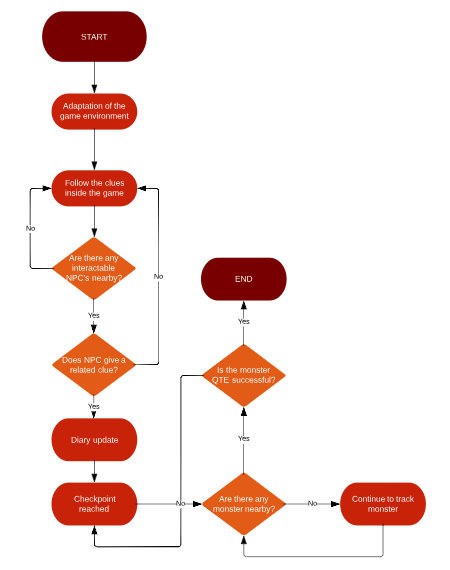 START
Adaptation of the
game environment
Follow the clues
inside the game
Are there any
interactable
NPC's nearby?
No
Yes
No
Does NPC give a
related clue?
Yes
Diary update
Checkpoint
reached
No
Are there any
monster nearby?
No
Continue to track
monster
Yes
Is the monster
QTE successful?
Yes
END